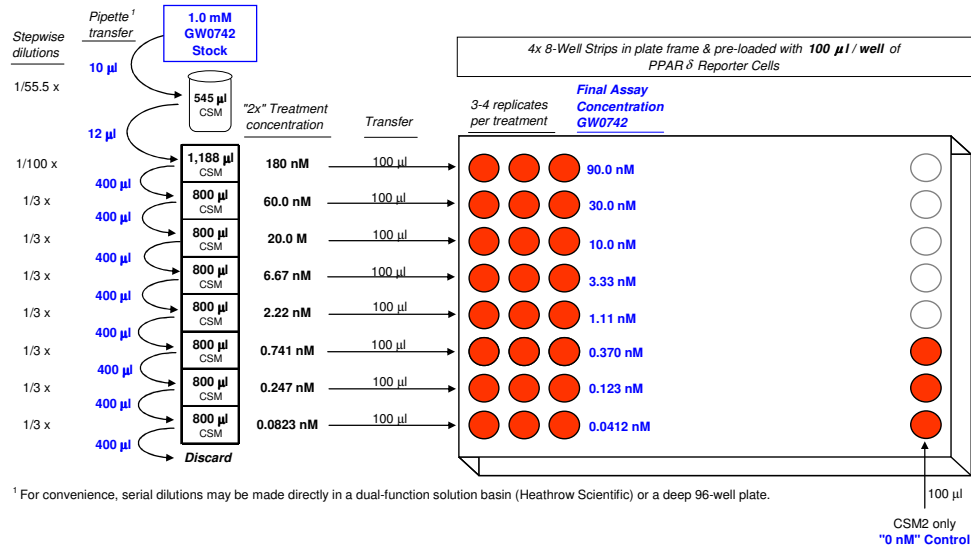 Stepwise
dilutions
Pipette 1
transfer
1.0 mM
GW0742
Stock
4x 8-Well Strips in plate frame & pre-loaded with 100 µl / well of
PPAR δ Reporter Cells
10 µl
1/55.5 x
545 µl
CSM
"2x" Treatment
concentration
Transfer
3-4 replicates
per treatment
Final Assay
Concentration
GW0742
12 µl
1/100 x
1,188 µl
CSM
180 nM
100 µl
90.0 nM
400 µl
1/3 x
800 µl
CSM
60.0 nM
100 µl
30.0 nM
400 µl
1/3 x
800 µl
CSM
20.0 M
100 µl
10.0 nM
400 µl
1/3 x
800 µl
CSM
6.67 nM
100 µl
3.33 nM
400 µl
1/3 x
800 µl
CSM
2.22 nM
100 µl
1.11 nM
400 µl
1/3 x
800 µl
CSM
0.741 nM
100 µl
0.370 nM
400 µl
1/3 x
800 µl
CSM
0.247 nM
100 µl
0.123 nM
400 µl
1/3 x
800 µl
CSM
0.0823 nM
100 µl
0.0412 nM
400 µl
Discard
1 For convenience, serial dilutions may be made directly in a dual-function solution basin (Heathrow Scientific) or a deep 96-well plate.
100 µl
CSM2 only
"0 nM" Control